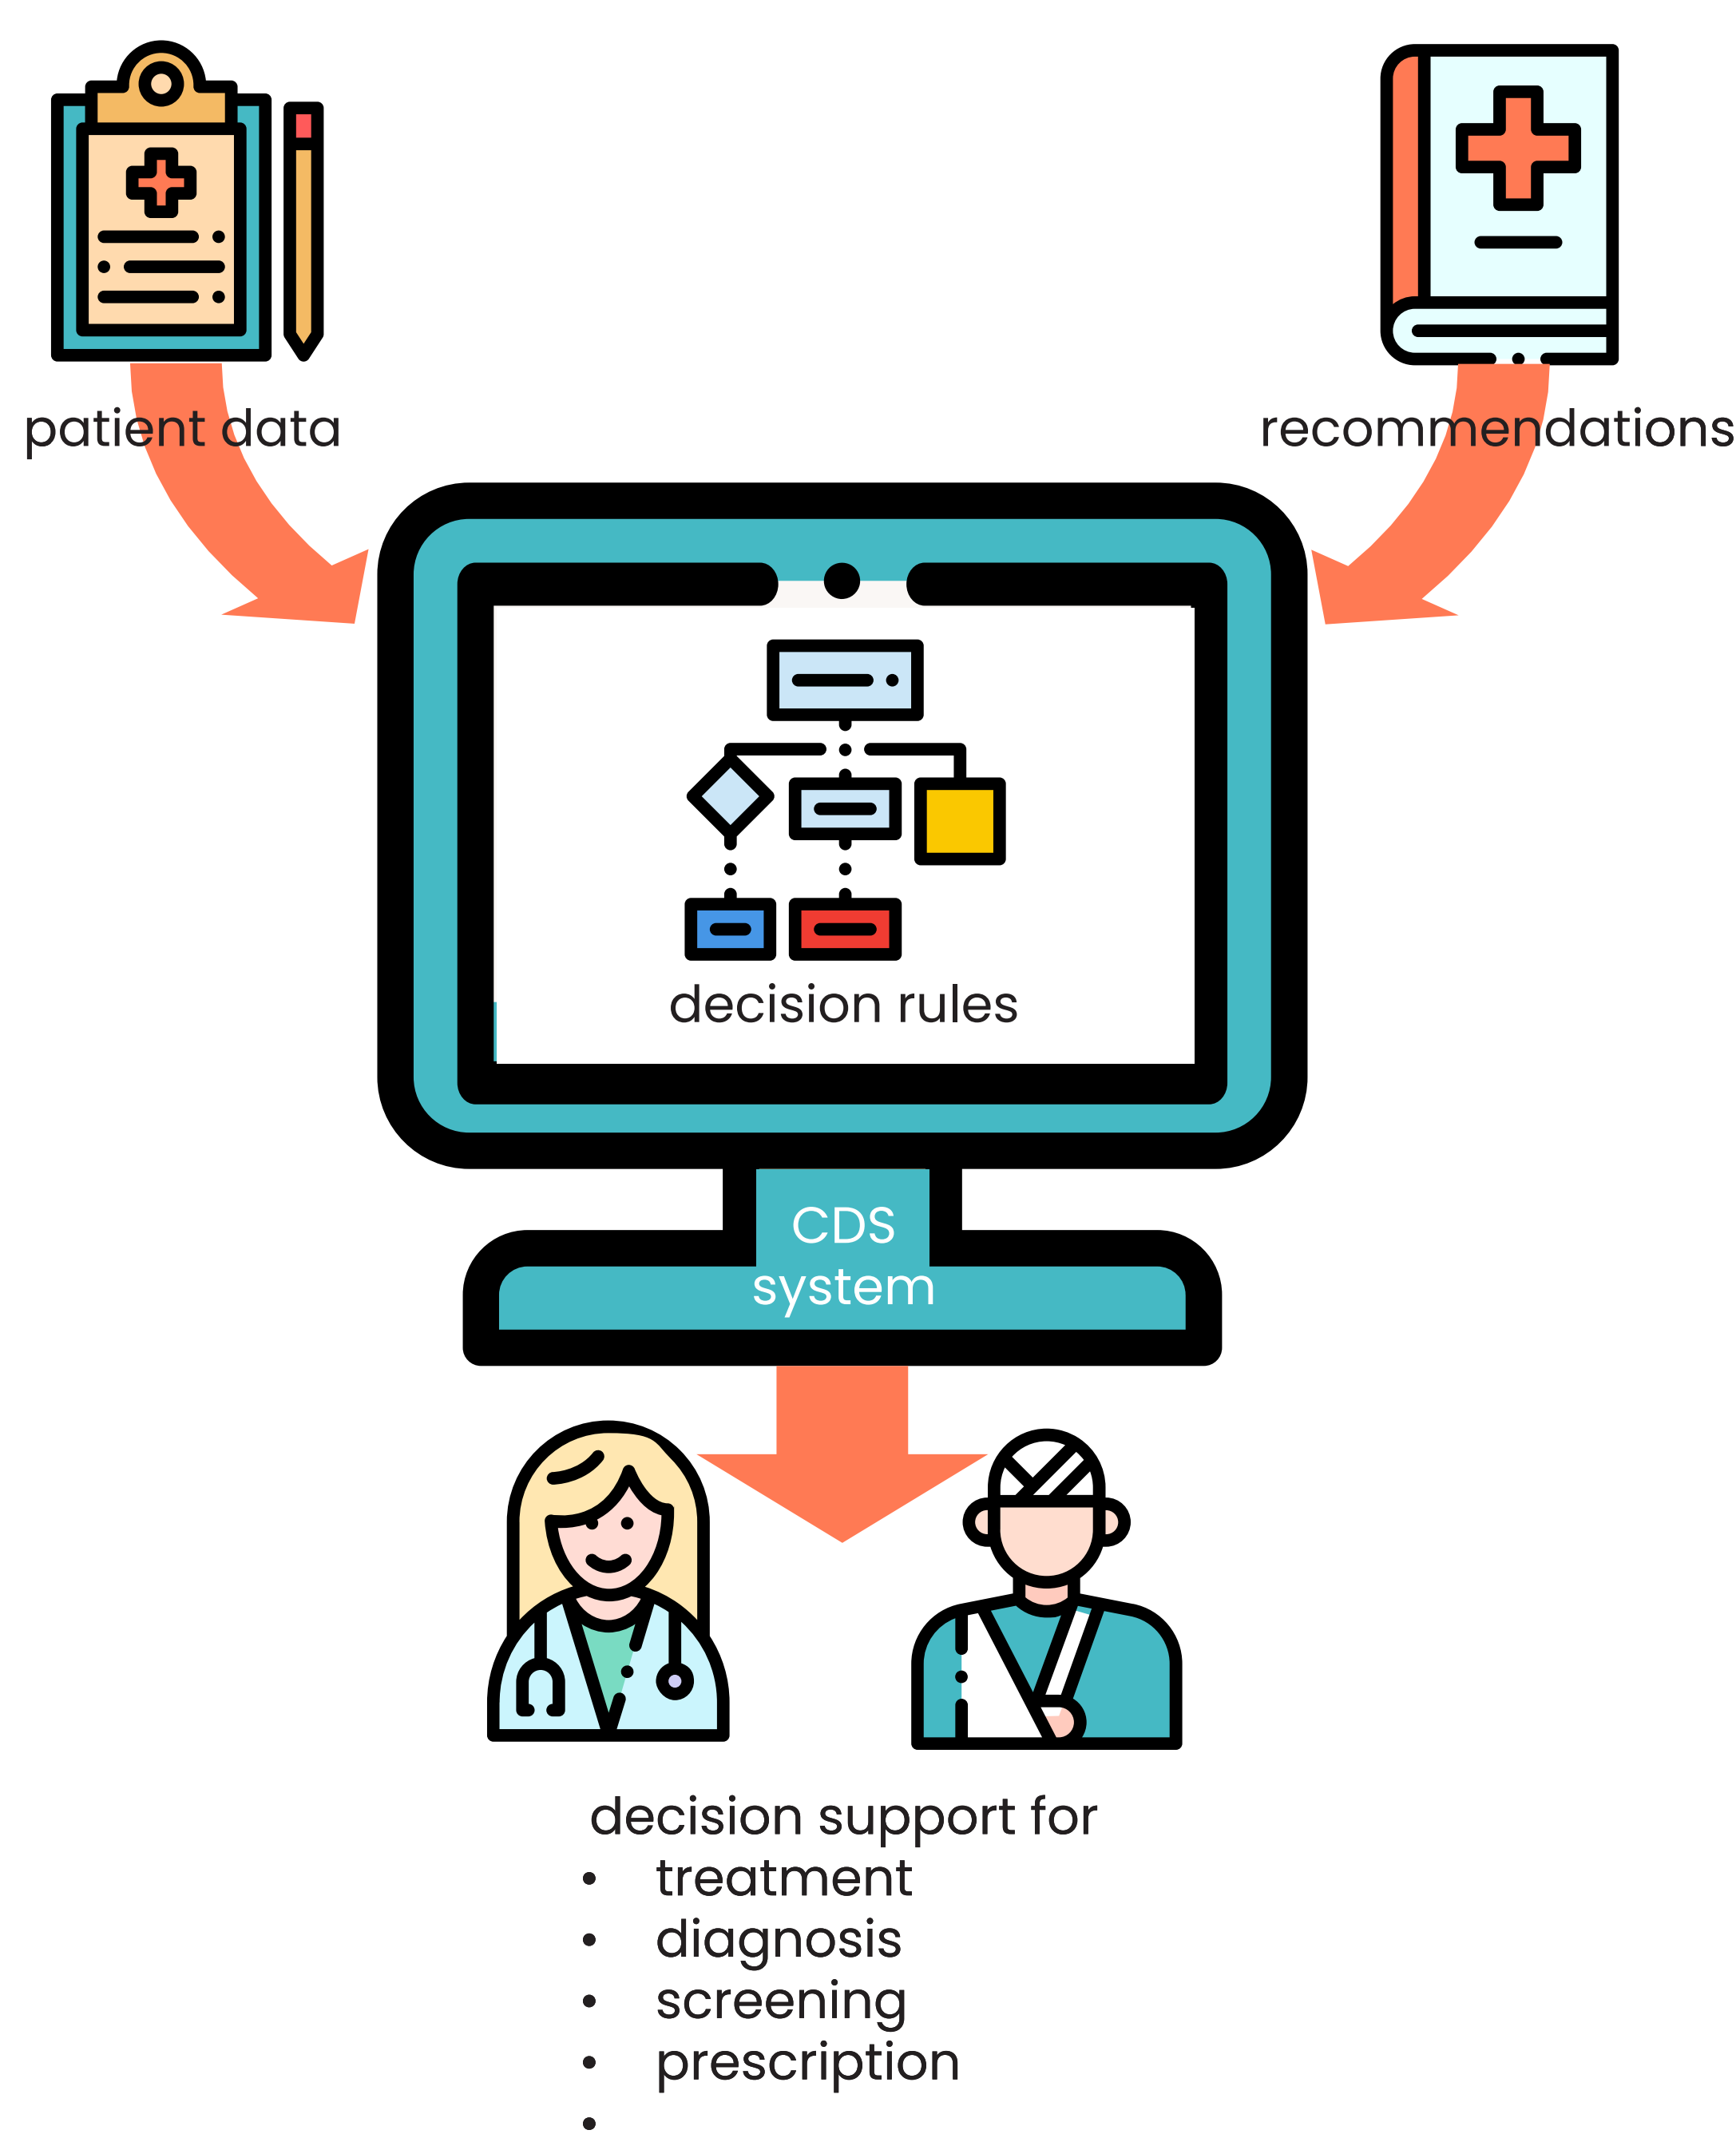 patient data
recommendations
decision rules
CDS
system
decision support for
• treatment
• diagnosis
• screening
• prescription
•